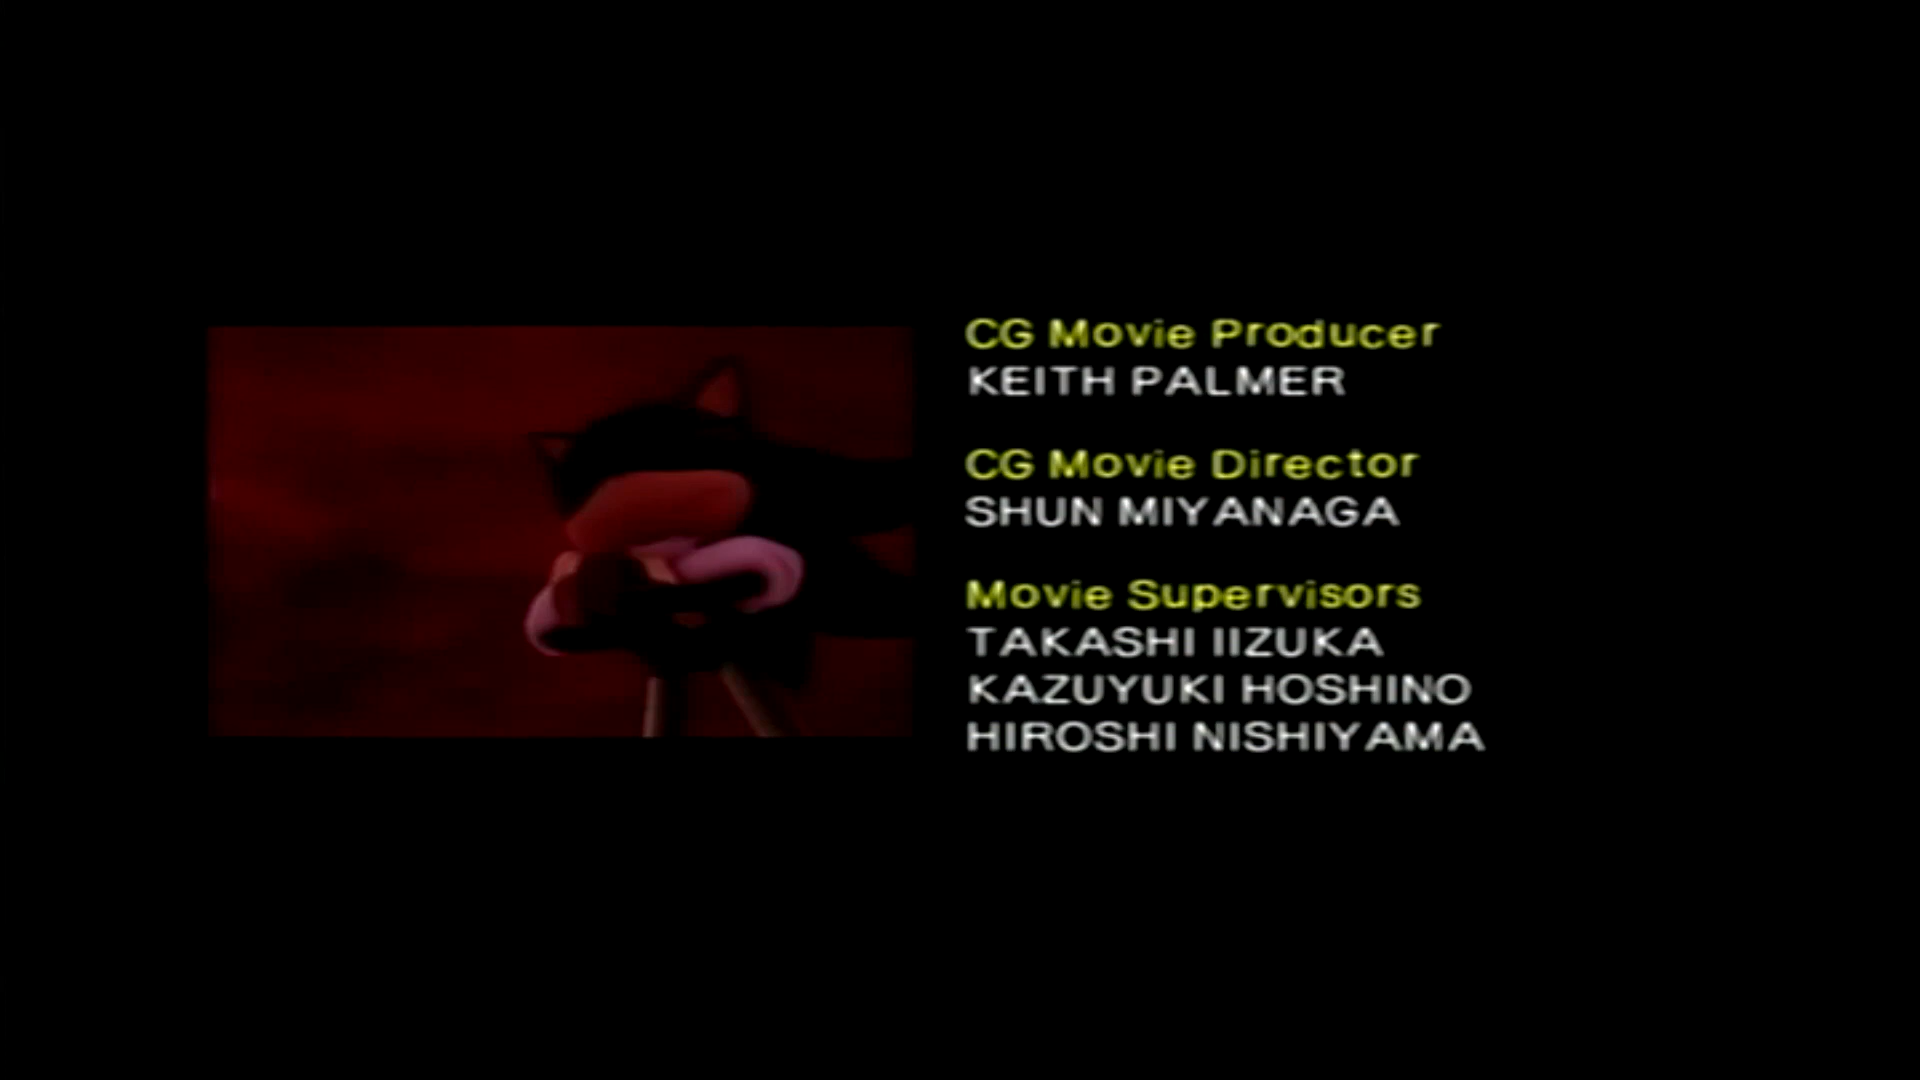 CG Movie Producer
KEITH PALMER
CG Movie Director
SHUN MIYANAGA
Movie Supervisors
TAKASHI IIZUKA
KAZUYUKI HOSHINO
HIROSHI NISHIYAMA